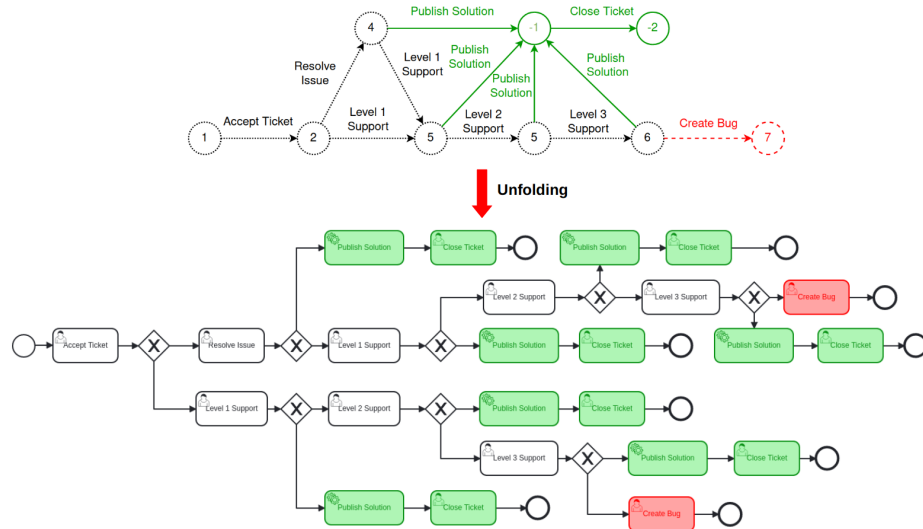 4
Publish Solution
-1
Close Ticket
-2
Resolve
Issue
Level 1
Support
Publish
Solution
Publish
Solution
Publish
Solution
1
Accept Ticket
2
Level 1
Support
5
Level 2
Support
5
Level 3
Support
6
Create Bug
7
Unfolding
Publish Solution
Close Ticket
Publish Solution
Close Ticket
Level 2 Support
X
Level 3 Support
X
Create Bug
Accept Ticket
X
Resolve Issue
X
Level 1 Support
X
Publish Solution
Close Ticket
Publish Solution
Close Ticket
Level 1 Support
X
Level 2 Support
X
Publish Solution
Close Ticket
Level 3 Support
X
Publish Solution
Close Ticket
Publish Solution
Close Ticket
Create Bug